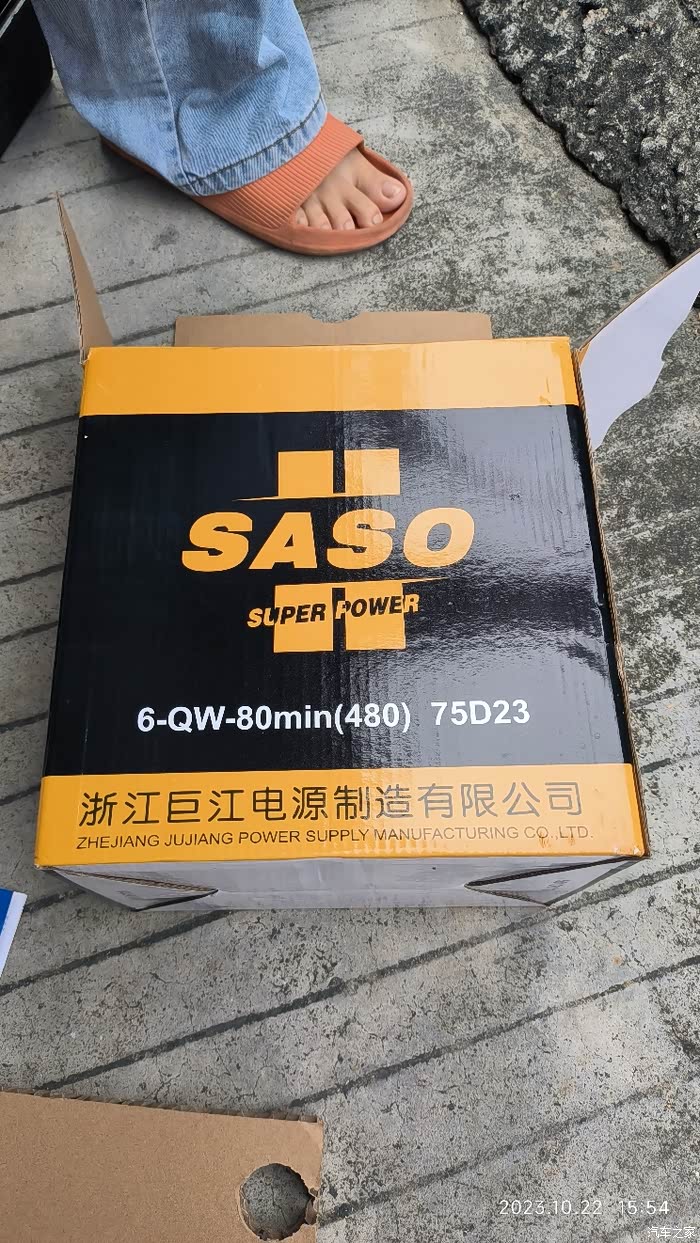 SASO
SUPER POWER
6-QW-80min(480) 75D23
浙江巨江电源制造有限公司
ZHEJIANG JUJIANG POWER SUPPLY MANUFACTURING CO.,LTD.
2023.10.22 15:54
汽车之家